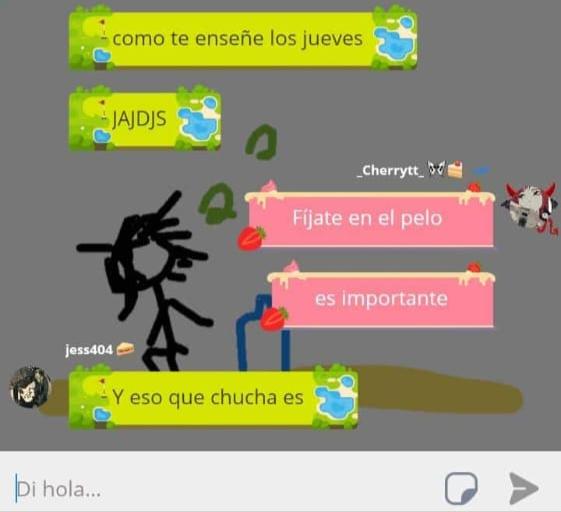 como te enseñe los jueves
JAJDJS
_Cherrytt_
Fíjate en el pelo
es importante
jess404
Y eso que chucha es
Di hola...